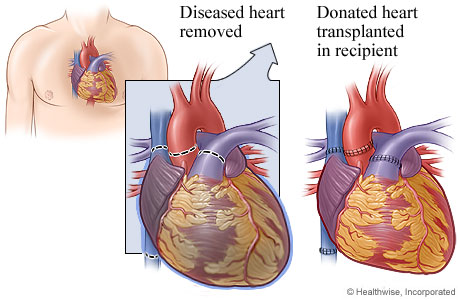 Diseased heart
removed
Donated heart
transplanted
in recipient
© Healthwise, Incorporated